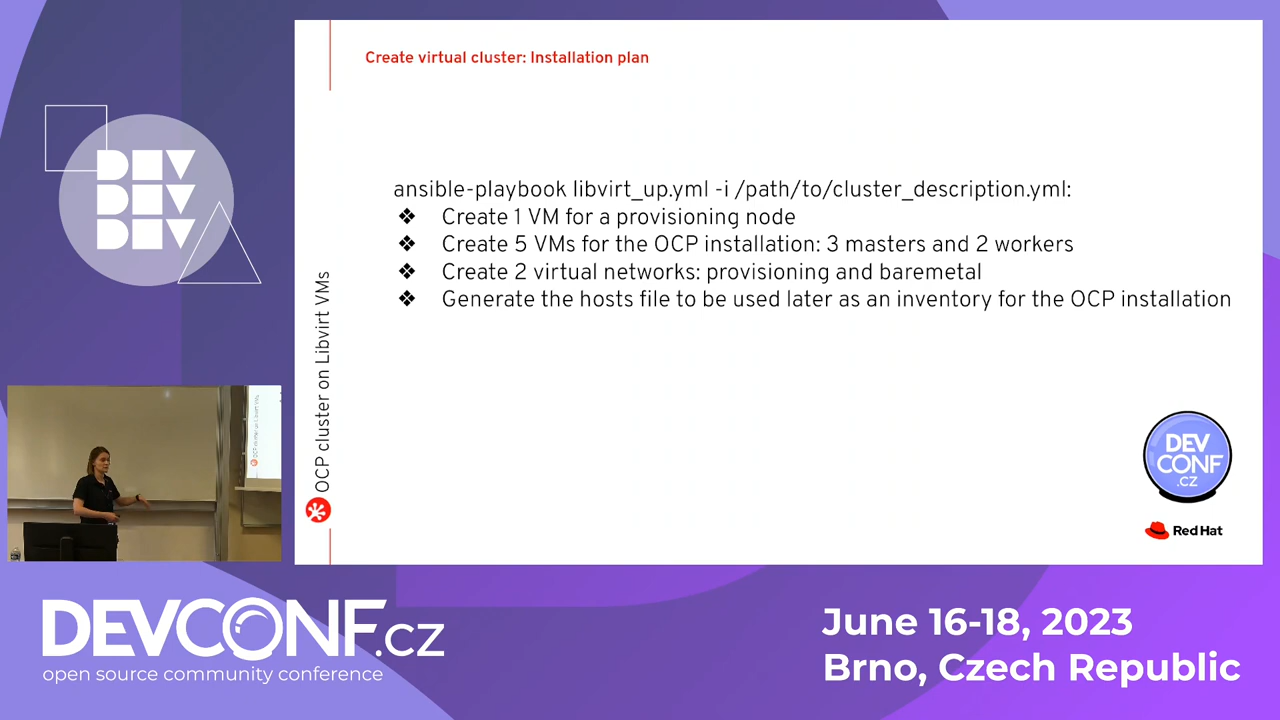 Create virtual cluster: Installation plan
ansible-playbook libvirt_up.yml -i /path/to/cluster_description.yml:
❖ Create 1 VM for a provisioning node
❖ Create 5 VMs for the OCP installation: 3 masters and 2 workers
❖ Create 2 virtual networks: provisioning and baremetal
❖ Generate the hosts file to be used later as an inventory for the OCP installation
OCP cluster on Libvirt VMs
DEV
DEV
DEV
DEV
CONF
.CZ
Red Hat
DEVCONF.cz
open source community conference
June 16-18, 2023
Brno, Czech Republic